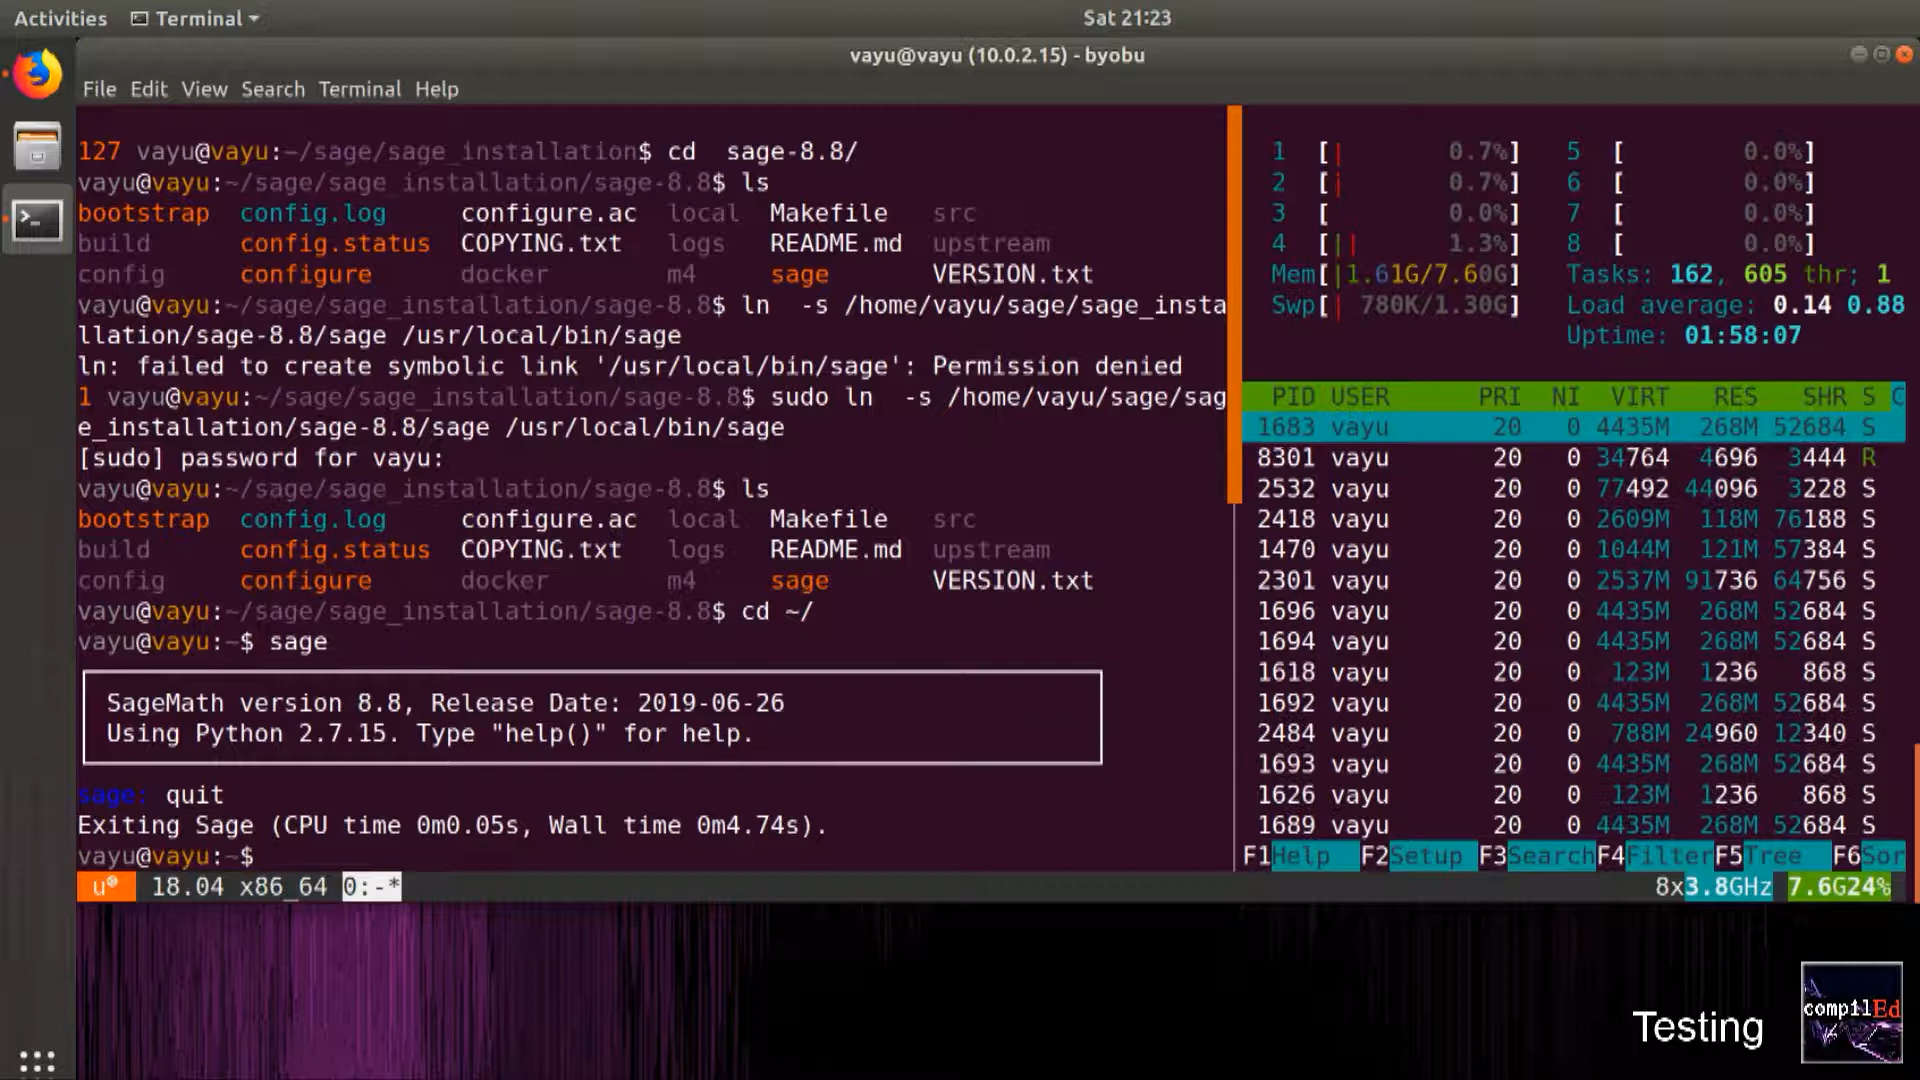 Activities Terminal Sat 21:23
vayu@vayu (10.0.2.15) - byobu
File Edit View Search Terminal Help
127 vayu@vayu:~/sage/sage_installation$ cd  sage-8.8/
vayu@vayu:~/sage/sage_installation/sage-8.8$ ls
bootstrap config.log configure.ac local Makefile src
build config.status COPYING.txt logs README.md upstream
config configure docker m4 sage VERSION.txt
vayu@vayu:~/sage/sage_installation/sage-8.8$ ln  -s /home/vayu/sage/sage_insta
llation/sage-8.8/sage /usr/local/bin/sage
ln: failed to create symbolic link '/usr/local/bin/sage': Permission denied
1 vayu@vayu:~/sage/sage_installation/sage-8.8$ sudo ln  -s /home/vayu/sage/sag
e_installation/sage-8.8/sage /usr/local/bin/sage
[sudo] password for vayu:
vayu@vayu:~/sage/sage_installation/sage-8.8$ ls
bootstrap config.log configure.ac local Makefile src
build config.status COPYING.txt logs README.md upstream
config configure docker m4 sage VERSION.txt
vayu@vayu:~/sage/sage_installation/sage-8.8$ cd ~/
vayu@vayu:~$ sage
SageMath version 8.8, Release Date: 2019-06-26
Using Python 2.7.15. Type "help()" for help.
sage: quit
Exiting Sage (CPU time 0m0.05s, Wall time 0m4.74s).
vayu@vayu:~$
1 [| 0.7%] 5 [ 0.0%]
2 [| 0.7%] 6 [ 0.0%]
3 [ 0.0%] 7 [ 0.0%]
4 [|| 1.3%] 8 [ 0.0%]
Mem[|1.61G/7.60G] Tasks: 162, 605 thr; 1
Swp[| 780K/1.30G] Load average: 0.14 0.88
Uptime: 01:58:07
PID USER PRI NI VIRT RES SHR S C
1683 vayu 20 0 4435M 268M 52684 S
8301 vayu 20 0 34764 4696 3444 R
2532 vayu 20 0 77492 44096 3228 S
2418 vayu 20 0 2609M 118M 76188 S
1470 vayu 20 0 1044M 121M 57384 S
2301 vayu 20 0 2537M 91736 64756 S
1696 vayu 20 0 4435M 268M 52684 S
1694 vayu 20 0 4435M 268M 52684 S
1618 vayu 20 0 123M 1236 868 S
1692 vayu 20 0 4435M 268M 52684 S
2484 vayu 20 0 788M 24960 12340 S
1693 vayu 20 0 4435M 268M 52684 S
1626 vayu 20 0 123M 1236 868 S
1689 vayu 20 0 4435M 268M 52684 S
F1Help F2Setup F3Search F4Filter F5Tree F6Sor
u 18.04 x86_64 0:-* 8x3.8GHz 7.6G24%
Testing
comp1lEd